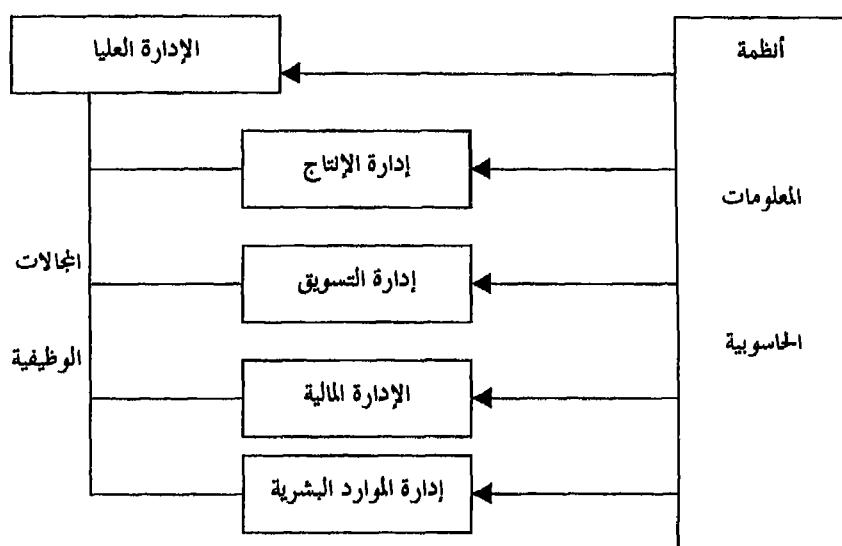 الإدارة العليا
أنظمة
إدارة الإنتاج
المعلومات
المجالات
إدارة التسويق
الحاسوبية
الوظيفية
الإدارة المالية
إدارة الموارد البشرية